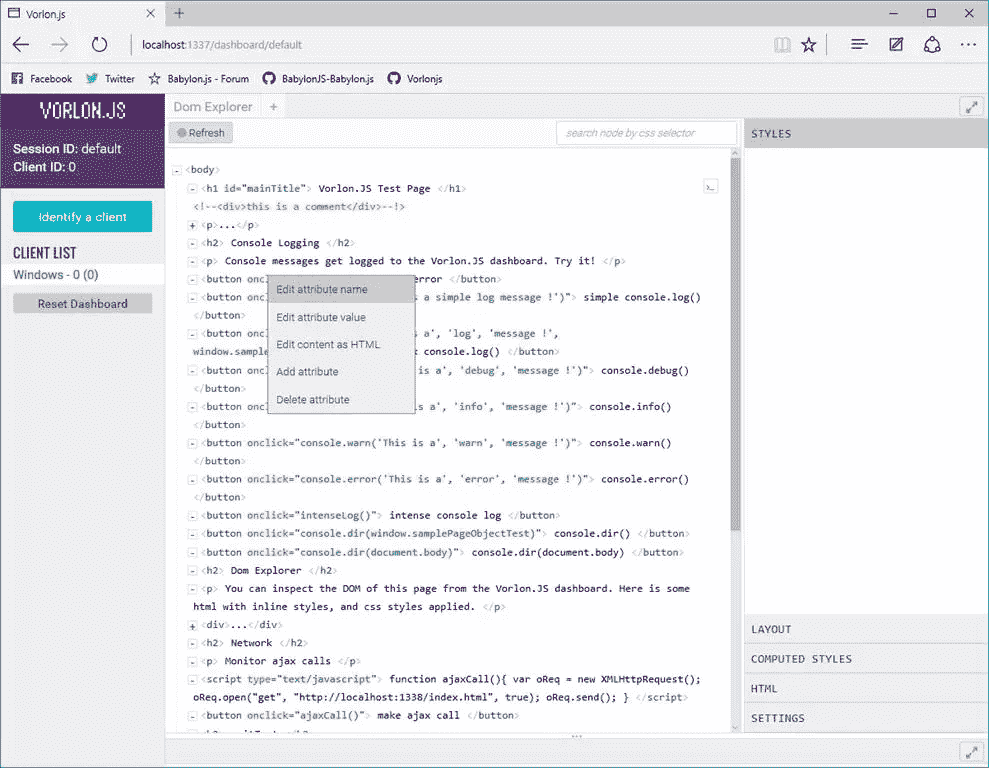 Vorlon.js
localhost:1337/dashboard/default
Facebook Twitter Babylon.js - Forum BabylonJS-Babylon.js Vorlonjs
VORLON.JS
Session ID: default
Client ID: 0
Identify a client
CLIENT LIST
Windows - 0 (0)
Reset Dashboard
Dom Explorer +
Refresh
search node by css selector
<body>
<h1 id="mainTitle"> Vorlon.JS Test Page </h1>
<!--<div>this is a comment</div>--!>
<p>...</p>
<h2> Console Logging </h2>
<p> Console messages get logged to the Vorlon.JS dashboard. Try it! </p>
<button oncl error </button>
<button oncl s a simple log message !')"> simple console.log()
</button>
<button oncl s a', 'log', 'message !',
window.sample console.log() </button>
<button oncl is a', 'debug', 'message !')"> console.debug()
</button>
<button oncl s a', 'info', 'message !')"> console.info()
</button>
<button onclick="console.warn('This is a', 'warn', 'message !')"> console.warn()
</button>
<button onclick="console.error('This is a', 'error', 'message !')"> console.error()
</button>
<button onclick="intenseLog()"> intense console log </button>
<button onclick="console.dir(window.samplePageObjectTest)"> console.dir() </button>
<button onclick="console.dir(document.body)"> console.dir(document.body) </button>
<h2> Dom Explorer </h2>
<p> You can inspect the DOM of this page from the Vorlon.JS dashboard. Here is some
html with inline styles, and css styles applied. </p>
<div>...</div>
<h2> Network </h2>
<p> Monitor ajax calls </p>
<script type="text/javascript"> function ajaxCall(){ var oReq = new XMLHttpRequest();
oReq.open("get", "http://localhost:1338/index.html", true); oReq.send(); } </script>
<button onclick="ajaxCall()"> make ajax call </button>
Edit attribute name
Edit attribute value
Edit content as HTML
Add attribute
Delete attribute
STYLES
LAYOUT
COMPUTED STYLES
HTML
SETTINGS